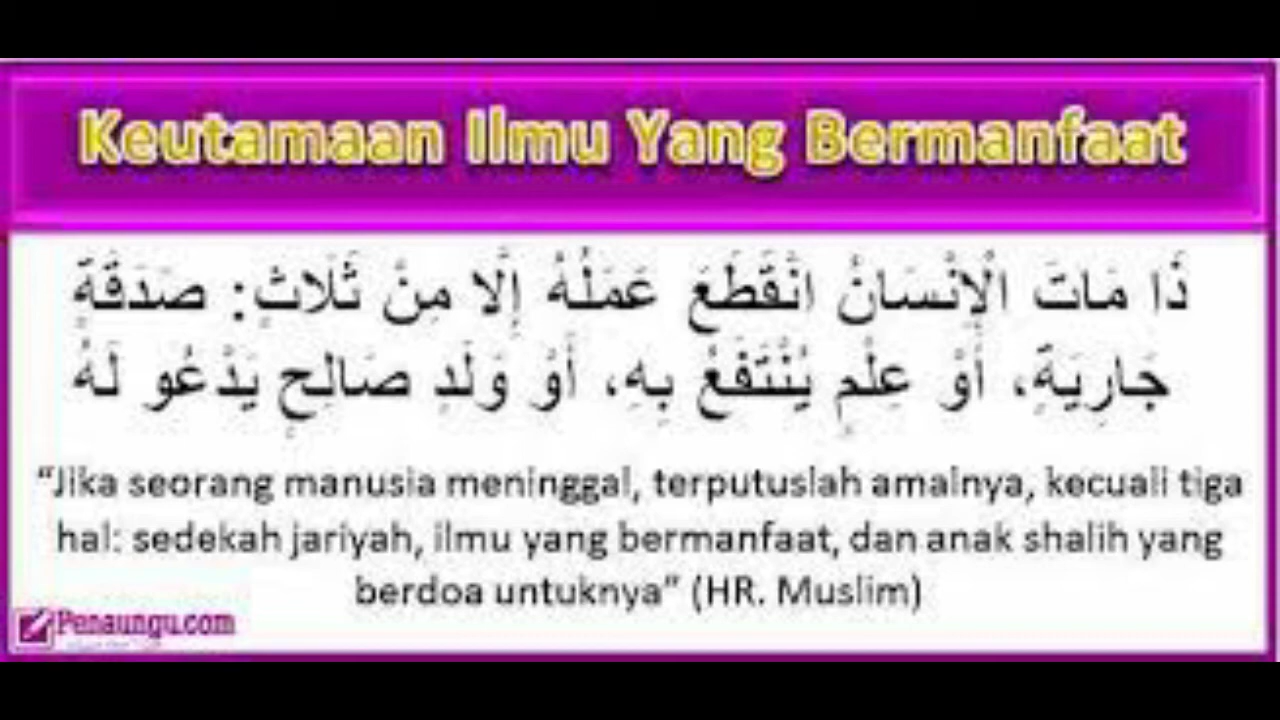 Keutamaan Ilmu Yang Bermanfaat
ذَا مَاتَ الْاِنْسَانُ انْقَطَعَ عَمَلُهُ إِلَّا مِنْ ثَلَاثٍ: صَدَقَةٍ
جَارِيَةٍ، أَوْ عِلْمٍ يُنْتَفَعُ بِهِ، أَوْ وَلَدٍ صَالِحٍ يَدْعُو لَهُ
“Jika seorang manusia meninggal, terputuslah amalnya, kecuali tiga
hal: sedekah jariyah, ilmu yang bermanfaat, dan anak shalih yang
berdoa untuknya” (HR. Muslim)
Penaungu.com